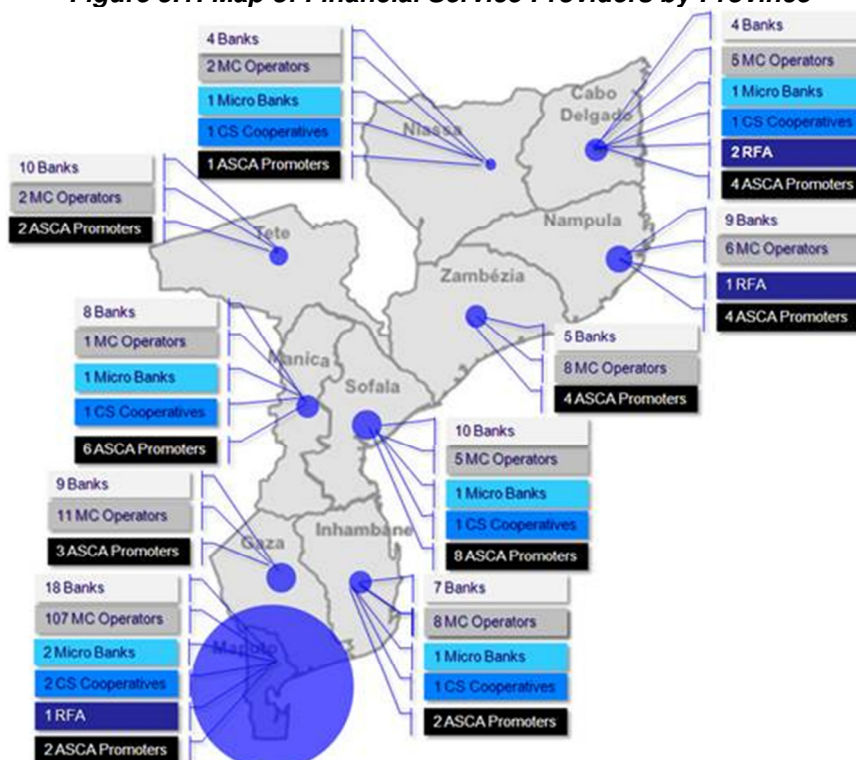 Figure 3.1: Map of Financial Service Providers by Province
4 Banks
2 MC Operators
1 Micro Banks
1 CS Cooperatives
1 ASCA Promoters
Niassa
Cabo
Delgado
4 Banks
5 MC Operators
1 Micro Banks
1 CS Cooperatives
2 RFA
4 ASCA Promoters
10 Banks
2 MC Operators
2 ASCA Promoters
Tete
Nampula
9 Banks
6 MC Operators
1 RFA
4 ASCA Promoters
Zambézia
5 Banks
8 MC Operators
4 ASCA Promoters
8 Banks
1 MC Operators
1 Micro Banks
1 CS Cooperatives
6 ASCA Promoters
Manica
Sofala
10 Banks
5 MC Operators
1 Micro Banks
1 CS Cooperatives
8 ASCA Promoters
9 Banks
11 MC Operators
3 ASCA Promoters
Gaza
Inhambane
7 Banks
8 MC Operators
1 Micro Banks
1 CS Cooperatives
2 ASCA Promoters
18 Banks
107 MC Operators
2 Micro Banks
2 CS Cooperatives
1 RFA
2 ASCA Promoters
Maputo